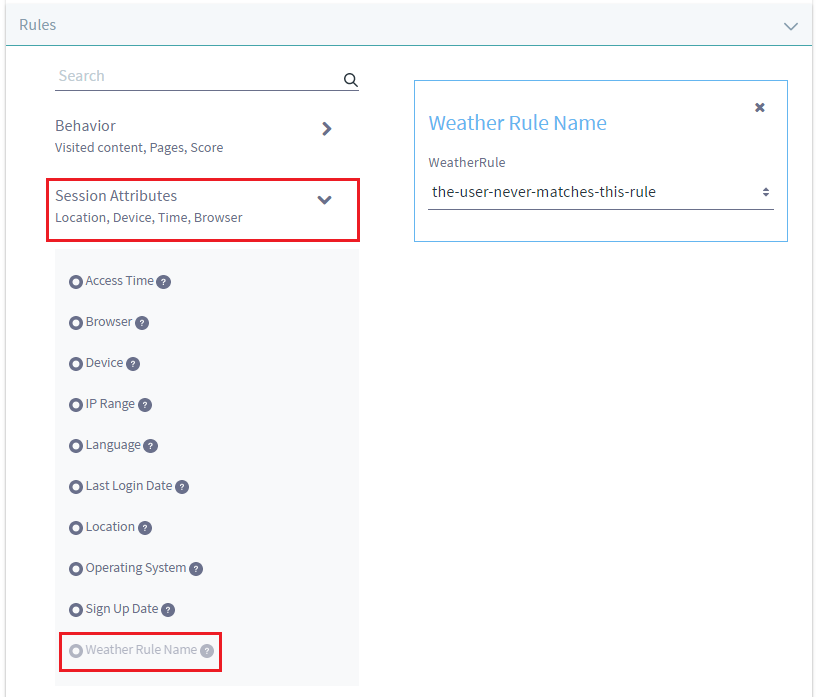 Rules
Search
Behavior
Visited content, Pages, Score
Session Attributes
Location, Device, Time, Browser
Access Time ?
Browser ?
Device ?
IP Range ?
Language ?
Last Login Date ?
Location ?
Operating System ?
Sign Up Date ?
Weather Rule Name ?
Weather Rule Name
WeatherRule
the-user-never-matches-this-rule